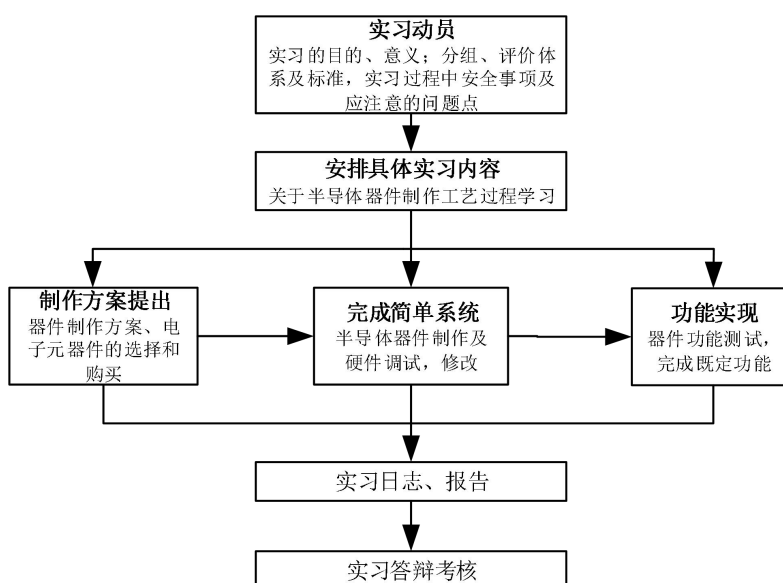 实习动员
实习的目的、意义；分组、评价体
系及标准，实习过程中安全事项及
应注意的问题点
安排具体实习内容
关于半导体器件制作工艺过程学习
制作方案提出
器件制作方案、电
子元器件的选择和
购买
完成简单系统
半导体器件制作及
硬件调试，修改
功能实现
器件功能测试，
完成既定功能
实习日志、报告
实习答辩考核